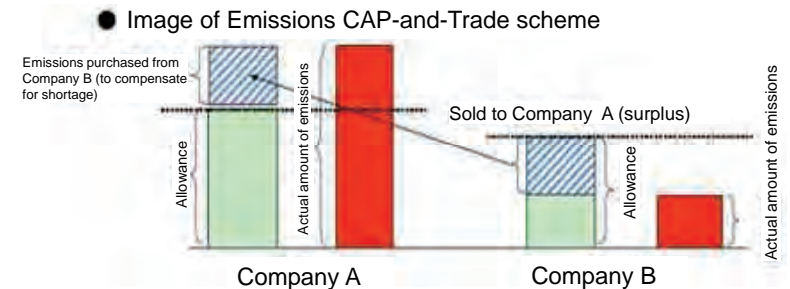 ● Image of Emissions CAP-and-Trade scheme
Emissions purchased from
Company B (to compensate
for shortage)
Allowance
Actual amount of emissions
Sold to Company A (surplus)
Allowance
Actual amount of emissions
Company A
Company B